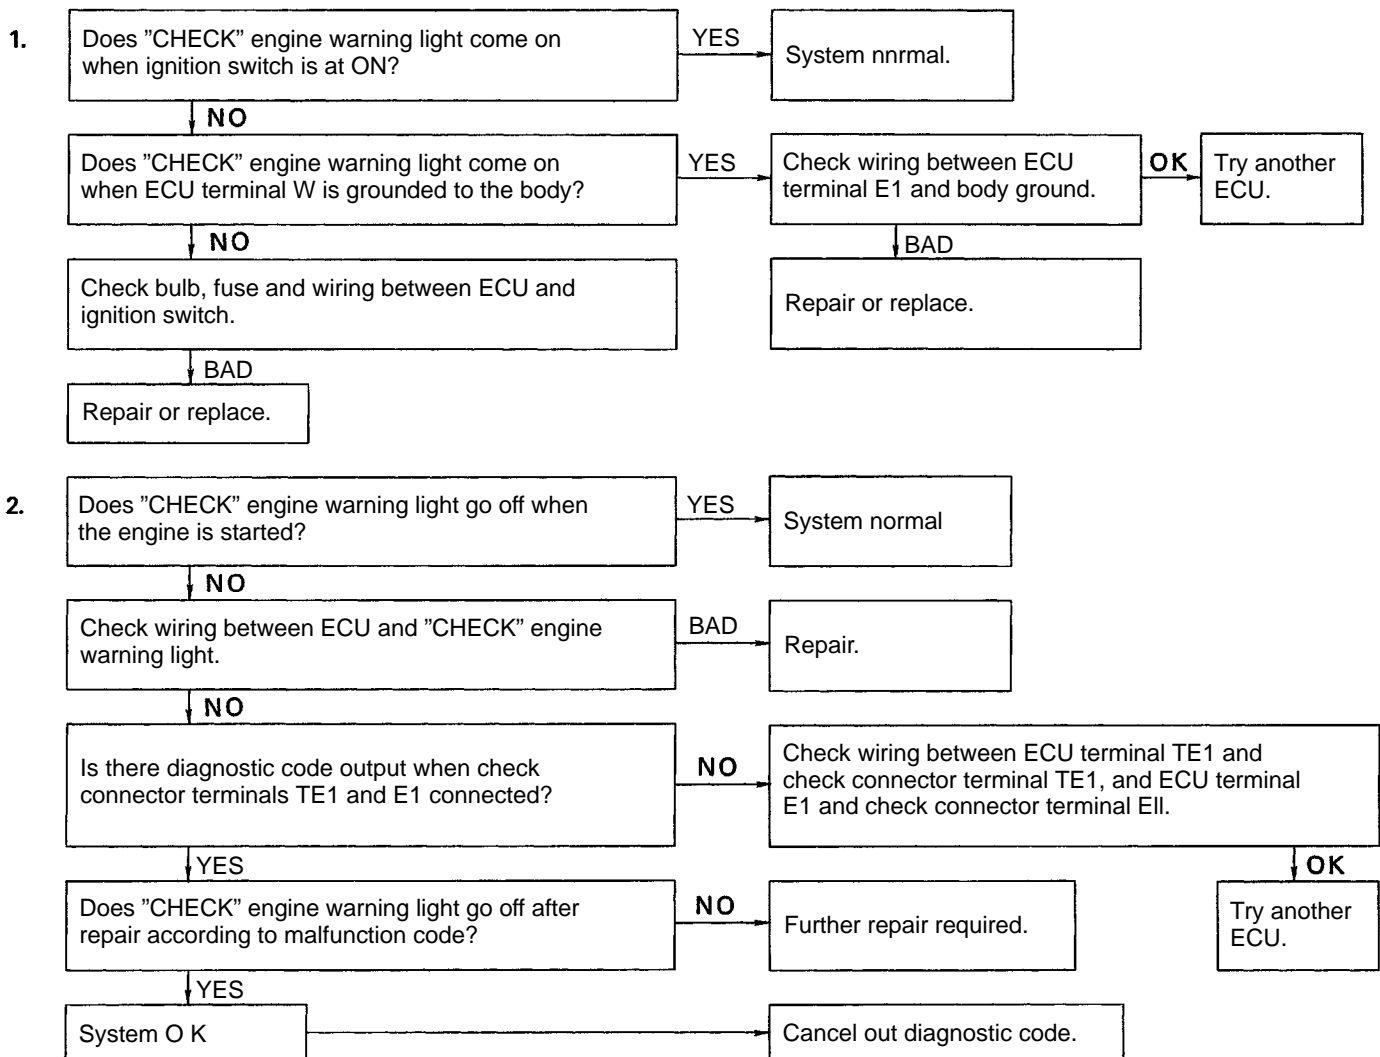 1.
Does "CHECK" engine warning light come on
when ignition switch is at ON?
YES
System nnrmal.
NO
Does "CHECK" engine warning light come on
when ECU terminal W is grounded to the body?
YES
Check wiring between ECU
terminal E1 and body ground.
OK
Try another
ECU.
NO
BAD
Check bulb, fuse and wiring between ECU and
ignition switch.
Repair or replace.
BAD
Repair or replace.
2.
Does "CHECK" engine warning light go off when
the engine is started?
YES
System normal
NO
Check wiring between ECU and "CHECK" engine
warning light.
BAD
Repair.
NO
Is there diagnostic code output when check
connector terminals TE1 and E1 connected?
NO
Check wiring between ECU terminal TE1 and
check connector terminal TE1, and ECU terminal
E1 and check connector terminal Ell.
YES
OK
Does "CHECK" engine warning light go off after
repair according to malfunction code?
NO
Further repair required.
Try another
ECU.
YES
System O K
Cancel out diagnostic code.